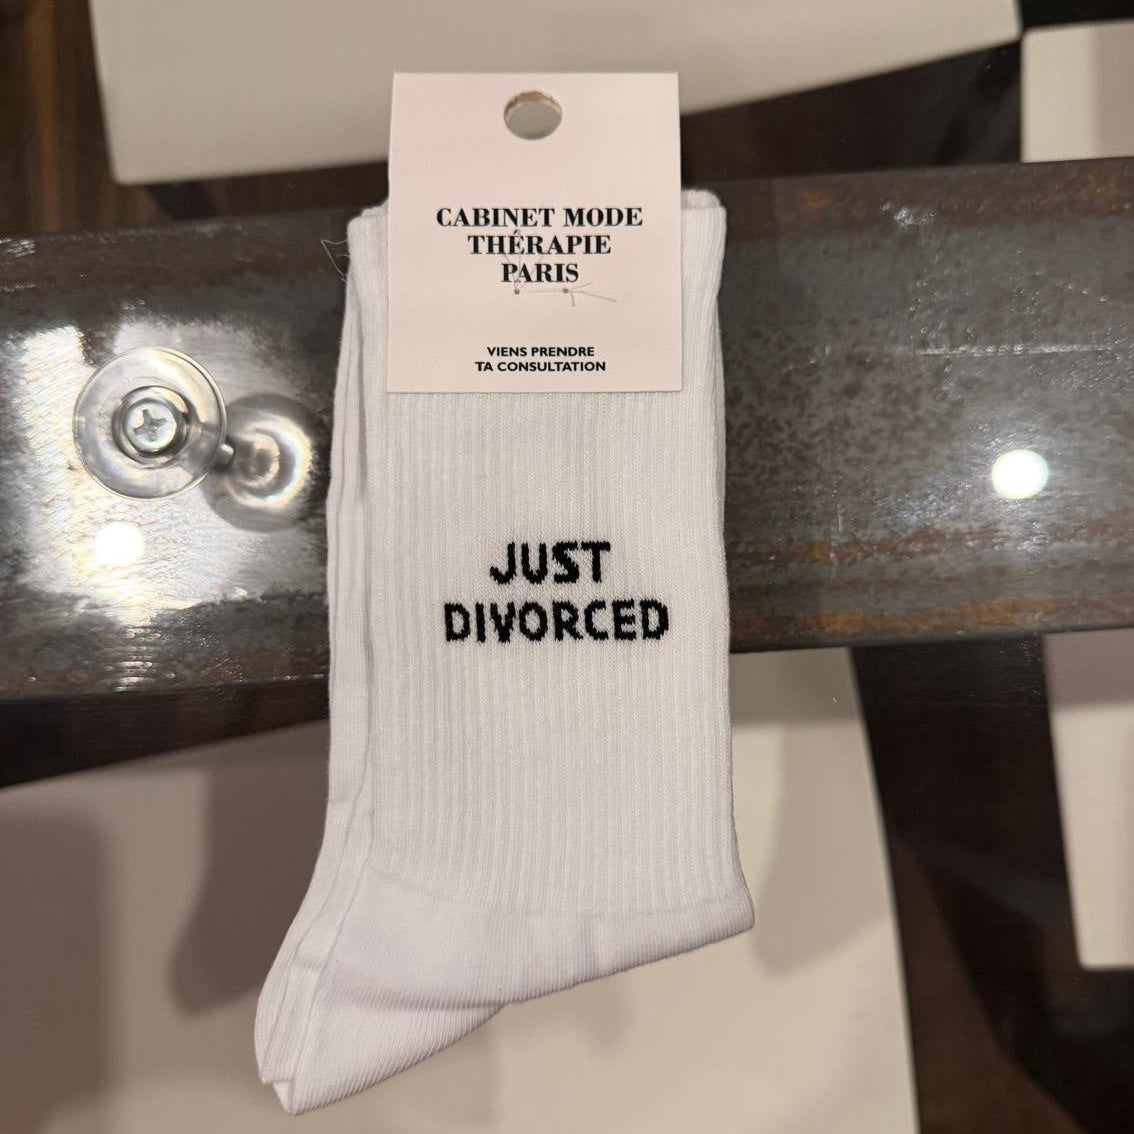 CABINET MODE
THÉRAPIE
PARIS
VIENS PRENDRE
TA CONSULTATION
JUST
DIVORCED